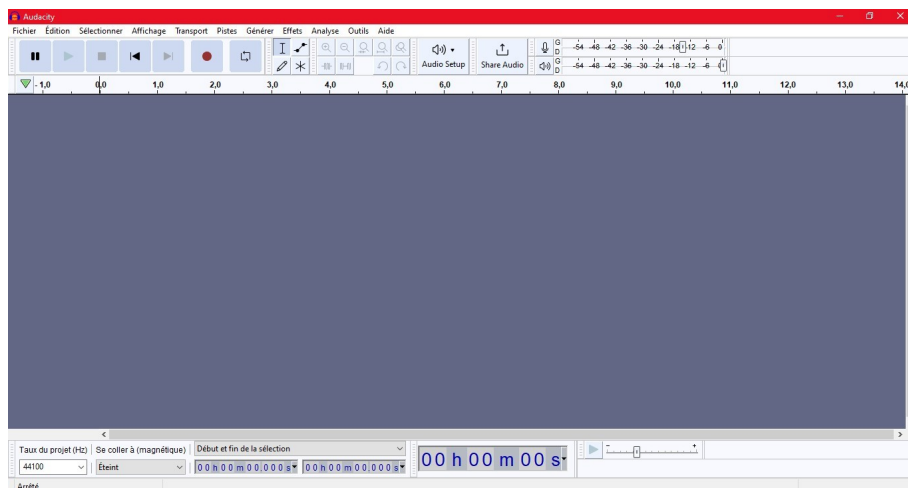 Audacity
Fichier Édition Sélectionner Affichage Transport Pistes Générer Effets Analyse Outils Aide
Audio Setup Share Audio
G D -54 -48 -42 -36 -30 -24 -18 -12 -6 0
G D -54 -48 -42 -36 -30 -24 -18 -12 -6 0
- 1,0 0,0 1,0 2,0 3,0 4,0 5,0 6,0 7,0 8,0 9,0 10,0 11,0 12,0 13,0 14,0
Taux du projet (Hz) Se coller à (magnétique) Début et fin de la sélection
44100 Éteint 00 h 00 m 00,000 s 00 h 00 m 00,000 s 00 h 00 m 00 s
Arrêté